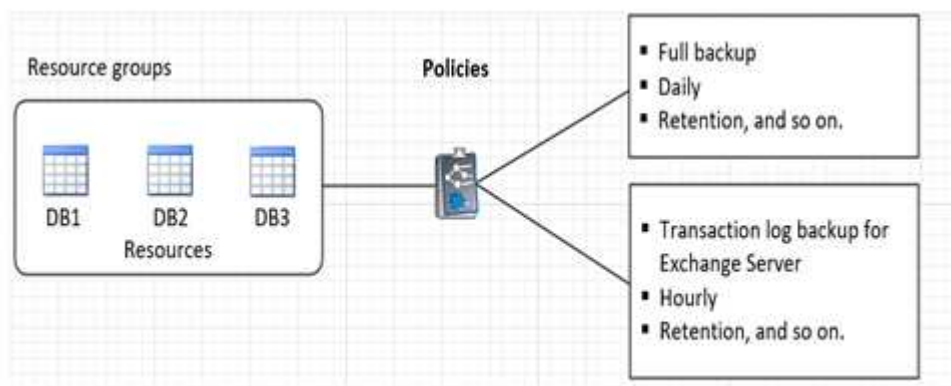 Resource groups
DB1 DB2 DB3
Resources
Policies
▪ Full backup
▪ Daily
▪ Retention, and so on.
▪ Transaction log backup for
Exchange Server
▪ Hourly
▪ Retention, and so on.